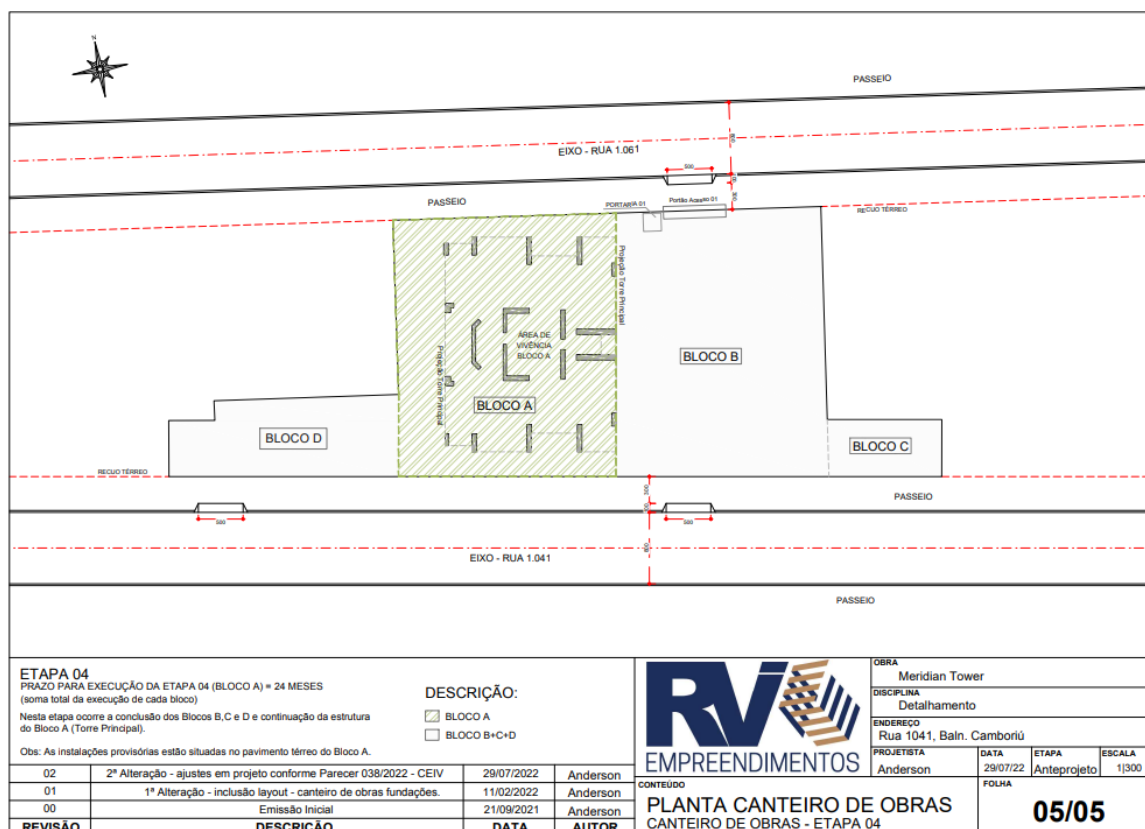 N
PASSEIO
800
EIXO - RUA 1.061
500
PASSEIO
300
PORTARIA 01
Portão Acesso 01
RECUO TÉRREO
Projeção Torre Principal
ÁREA DE
VIVÊNCIA
BLOCO A
Projeção Torre Principal
BLOCO B
BLOCO A
BLOCO D
BLOCO C
RECUO TÉRREO
300
PASSEIO
500
500
800
EIXO - RUA 1.041
PASSEIO
ETAPA 04
PRAZO PARA EXECUÇÃO DA ETAPA 04 (BLOCO A) = 24 MESES
(soma total da execução de cada bloco)
Nesta etapa ocorre a conclusão dos Blocos B,C e D e continuação da estrutura
do Bloco A (Torre Principal).
Obs: As instalações provisórias estão situadas no pavimento térreo do Bloco A.
DESCRIÇÃO:
BLOCO A
BLOCO B+C+D
02 2ª Alteração - ajustes em projeto conforme Parecer 038/2022 - CEIV 29/07/2022 Anderson
01 1ª Alteração - inclusão layout - canteiro de obras fundações. 11/02/2022 Anderson
00 Emissão Inicial 21/09/2021 Anderson
REVISÃO DESCRIÇÃO DATA AUTOR
RV
EMPREENDIMENTOS
OBRA
Meridian Tower
DISCIPLINA
Detalhamento
ENDEREÇO
Rua 1041, Baln. Camboriú
PROJETISTA DATA ETAPA ESCALA
Anderson 29/07/22 Anteprojeto 1|300
CONTEÚDO
PLANTA CANTEIRO DE OBRAS
CANTEIRO DE OBRAS - ETAPA 04
FOLHA
05/05